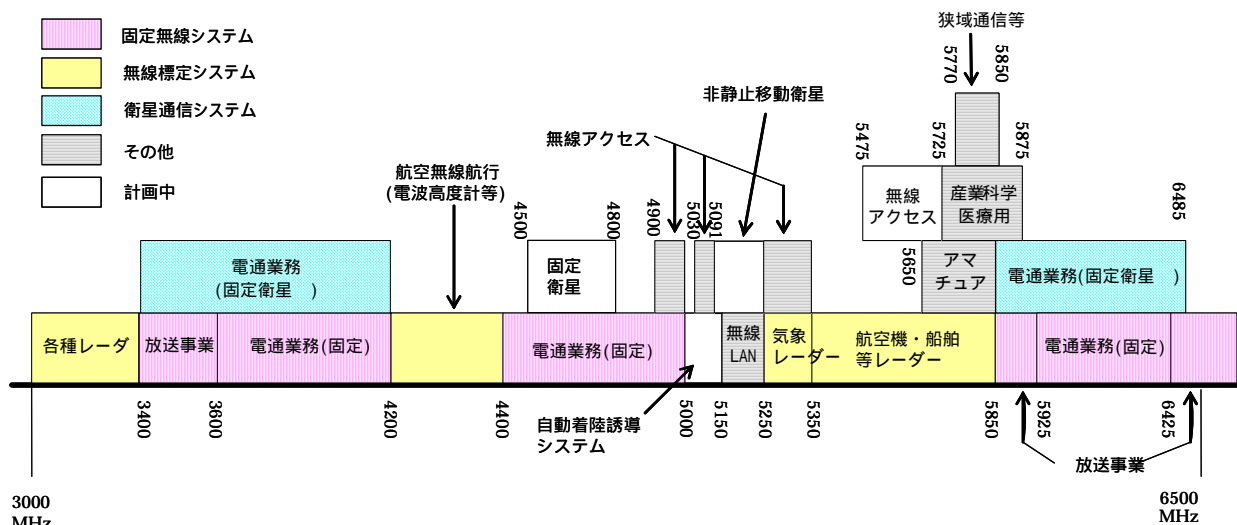 固定無線システム
無線標定システム
衛星通信システム
その他
計画中
狭域通信等
5770
5850
非静止移動衛星
無線アクセス
航空無線航行
(電波高度計等)
5475
5725
5875
無線
アクセス
産業科学
医療用
4500
4800
4900
5030
5091
5650
6485
電通業務
(固定衛星　)
固定
衛星
アマ
チュア
電通業務(固定衛星　)
各種レーダ
放送事業
電通業務(固定)
電通業務(固定)
無線
LAN
気象
レーダー
航空機・船舶
等レーダー
電通業務(固定)
3400
3600
4200
4400
5000
5150
5250
5350
5850
5925
6425
自動着陸誘導
システム
放送事業
3000
MHz
6500
MHz